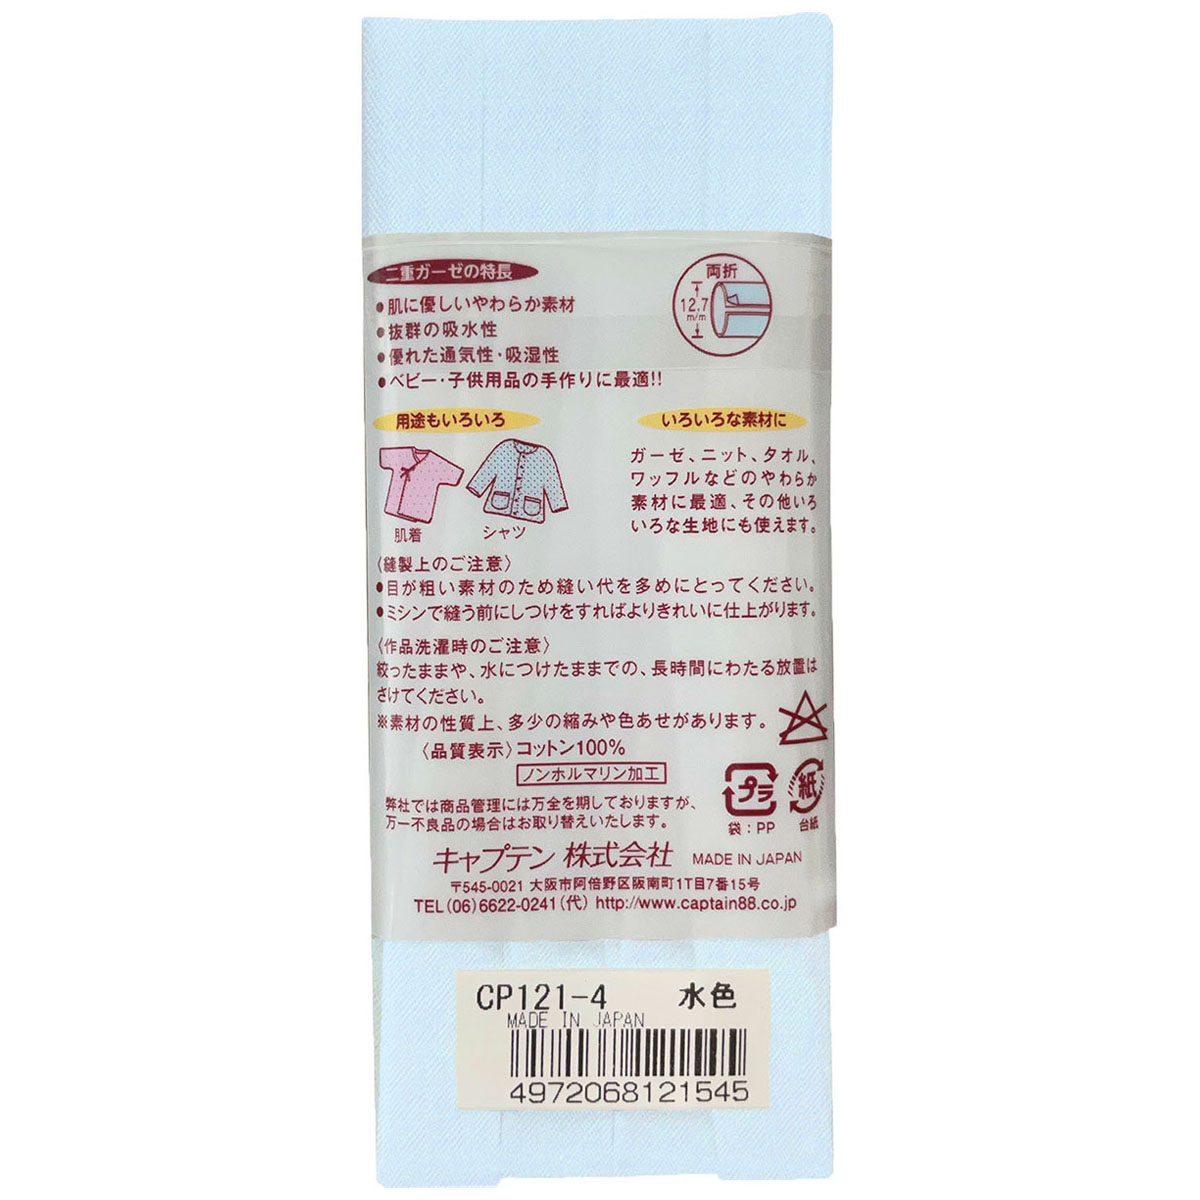 二重ガーゼの特長
●肌に優しいやわらか素材
●抜群の吸水性
●優れた通気性・吸湿性
●ベビー・子供用品の手作りに最適!!
両折
12.7
m/m
用途もいろいろ
肌着
シャツ
いろいろな素材に
ガーゼ、ニット、タオル、
ワッフルなどのやわらか
素材に最適、その他いろ
いろな生地にも使えます。
〈縫製上のご注意〉
●目が粗い素材のため縫い代を多めにとってください。
●ミシンで縫う前にしつけをすればよりきれいに仕上がります。
〈作品洗濯時のご注意〉
絞ったままや、水につけたままでの、長時間にわたる放置は
さけてください。
※素材の性質上、多少の縮みや色あせがあります。
〈品質表示〉コットン100%
ノンホルマリン加工
プラ
袋：PP
紙
台紙
弊社では商品管理には万全を期しておりますが、
万一不良品の場合はお取り替えいたします。
キャプテン 株式会社 MADE IN JAPAN
〒545-0021 大阪市阿倍野区阪南町1丁目7番15号
TEL(06)6622-0241(代) http://www.captain88.co.jp
CP121-4 水色
MADE IN JAPAN
4972068121545